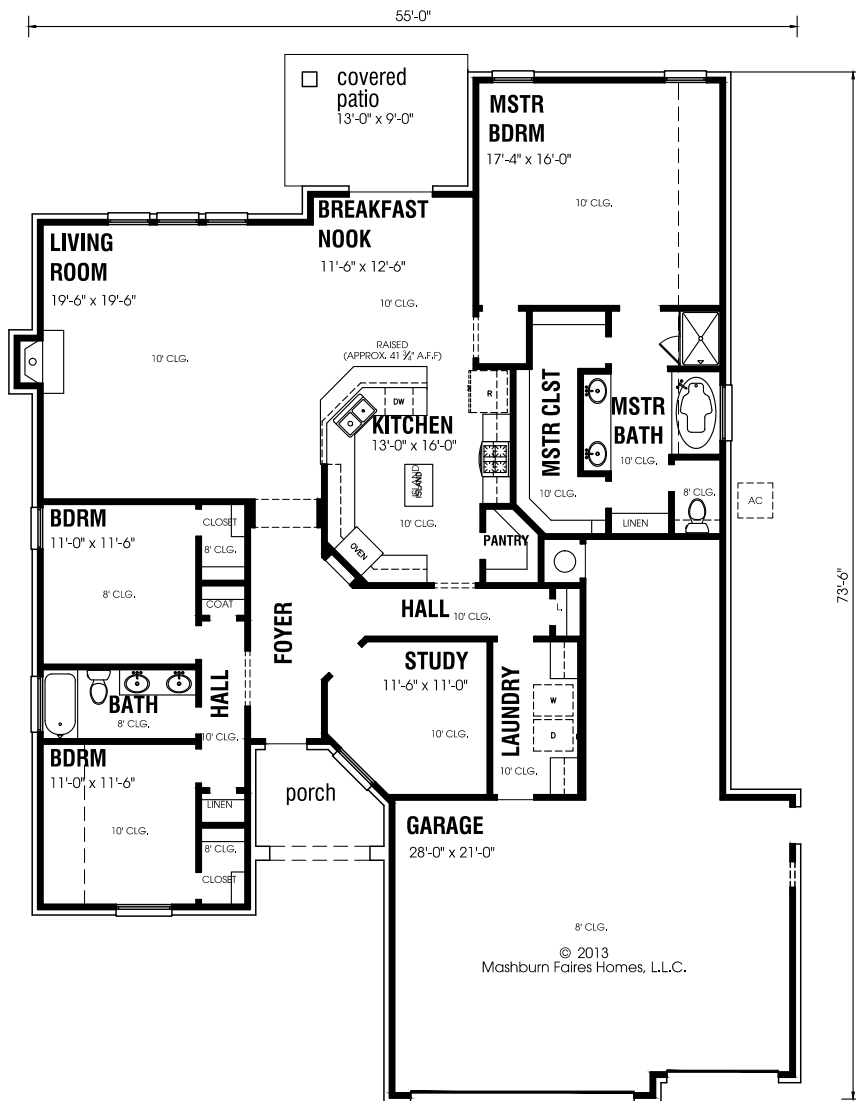 55'-0"
covered
patio
13'-0" x 9'-0"
MSTR
BDRM
17'-4" x 16'-0"
10' CLG.
BREAKFAST
NOOK
11'-6" x 12'-6"
10' CLG.
LIVING
ROOM
19'-6" x 19'-6"
10' CLG.
RAISED
(APPROX. 41 ¾" A.F.F)
DW
R
KITCHEN
13'-0" x 16'-0"
ISLAND
ISLAND
10' CLG.
OVEN
MSTR CLST
10' CLG.
MSTR
BATH
10' CLG.
8' CLG.
LINEN
AC
PANTRY
73'-6"
BDRM
11'-0" x 11'-6"
8' CLG.
CLOSET
8' CLG.
COAT
FOYER
HALL
10' CLG.
L
STUDY
11'-6" x 11'-0"
10' CLG.
LAUNDRY
W
D
10' CLG.
BATH
8' CLG.
HALL
10' CLG.
BDRM
11'-0" x 11'-6"
10' CLG.
LINEN
8' CLG.
CLOSET
porch
GARAGE
28'-0" x 21'-0"
8' CLG.
© 2013
Mashburn Faires Homes, L.L.C.